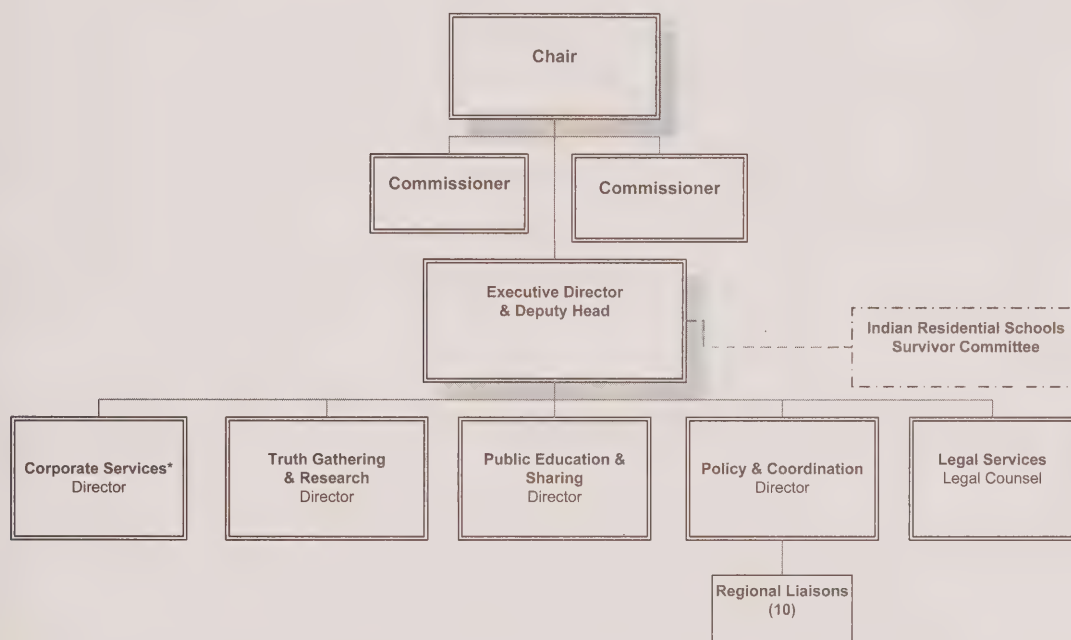 Chair
Commissioner
Commissioner
Executive Director
& Deputy Head
Indian Residential Schools
Survivor Committee
Corporate Services*
Director
Truth Gathering
& Research
Director
Public Education &
Sharing
Director
Policy & Coordination
Director
Legal Services
Legal Counsel
Regional Liaisons
(10)